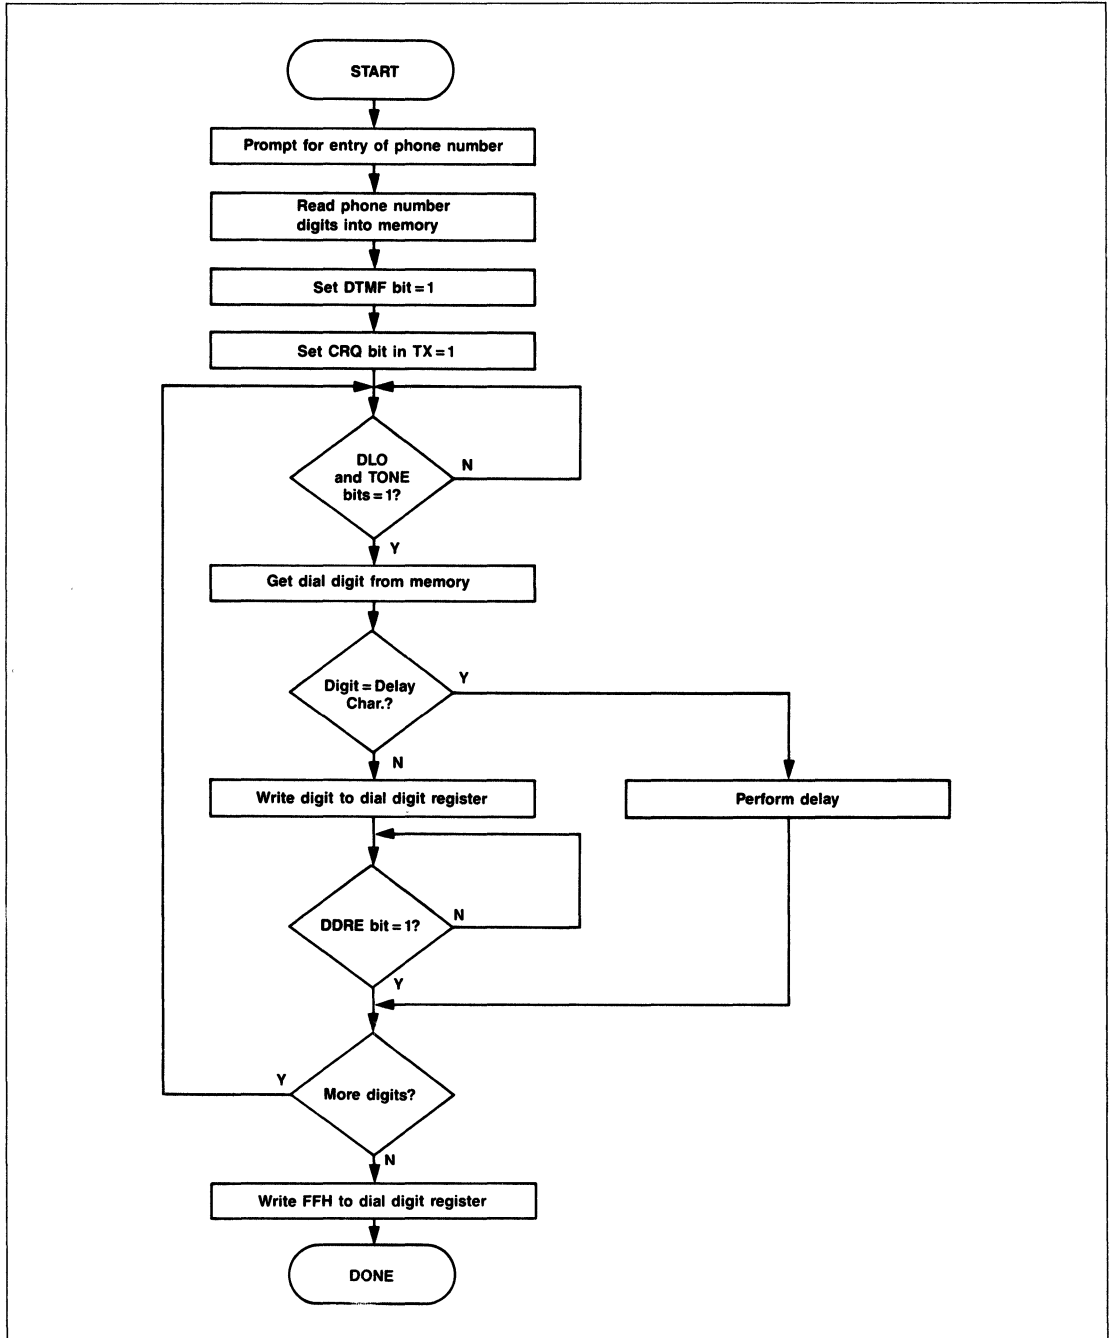 START
Prompt for entry of phone number
Read phone number
digits into memory
Set DTMF bit = 1
Set CRQ bit in TX = 1
DLO
and TONE
bits = 1?
N
Y
Get dial digit from memory
Digit = Delay
Char.?
Y
N
Write digit to dial digit register
Perform delay
DDRE bit = 1?
N
Y
More digits?
Y
N
Write FFH to dial digit register
DONE